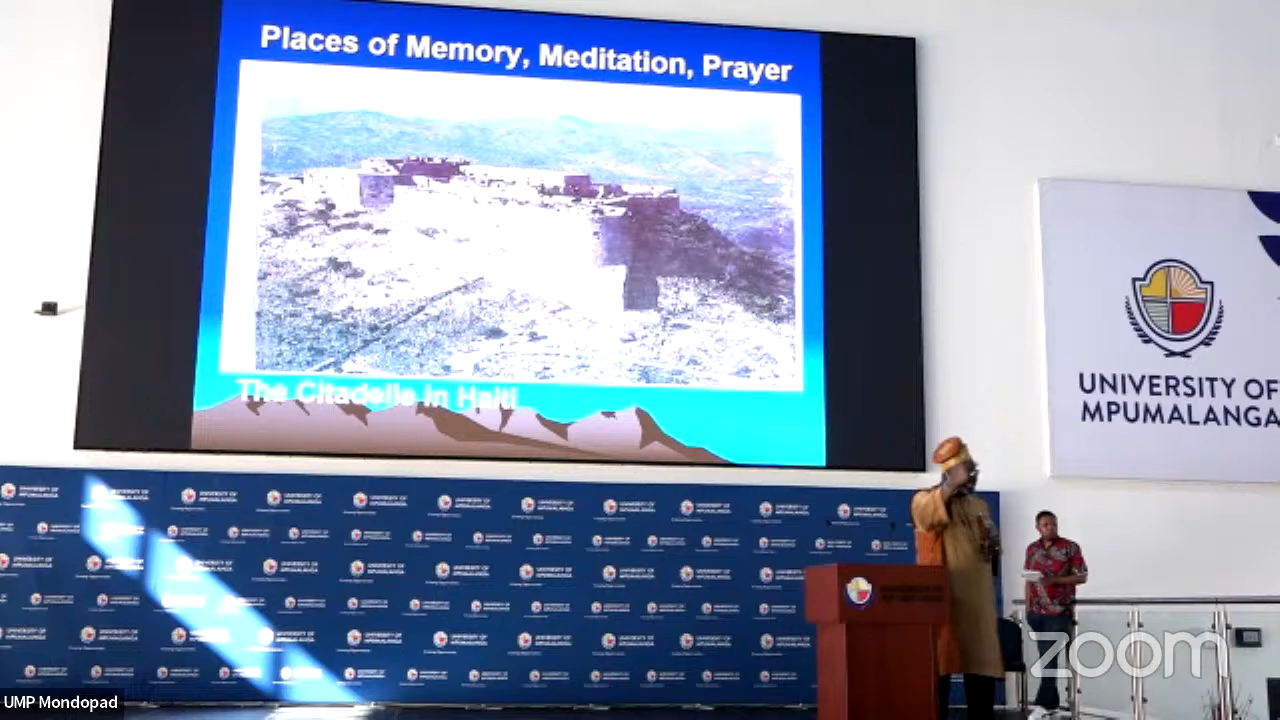 Places of Memory, Meditation, Prayer
The Citadelle in Haiti
UNIVERSITY OF
MPUMALANGA
UMP Mondopad
zoom